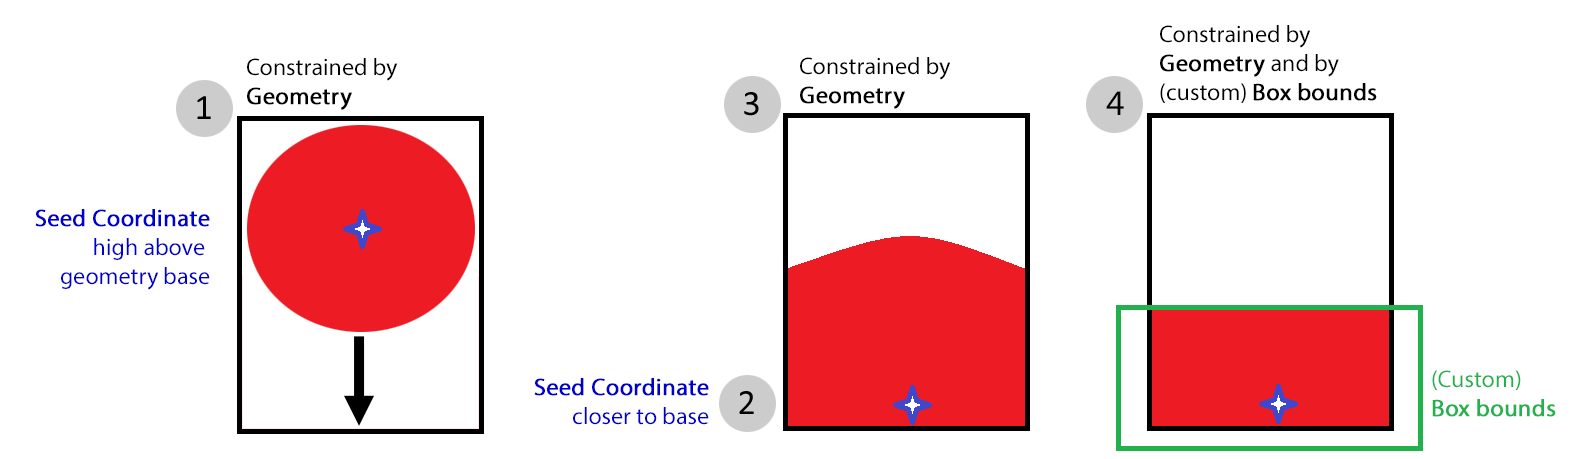 1
Constrained by
Geometry
Seed Coordinate
high above
geometry base
3
Constrained by
Geometry
Seed Coordinate
closer to base
2
4
Constrained by
Geometry and by
(custom) Box bounds
(Custom)
Box bounds